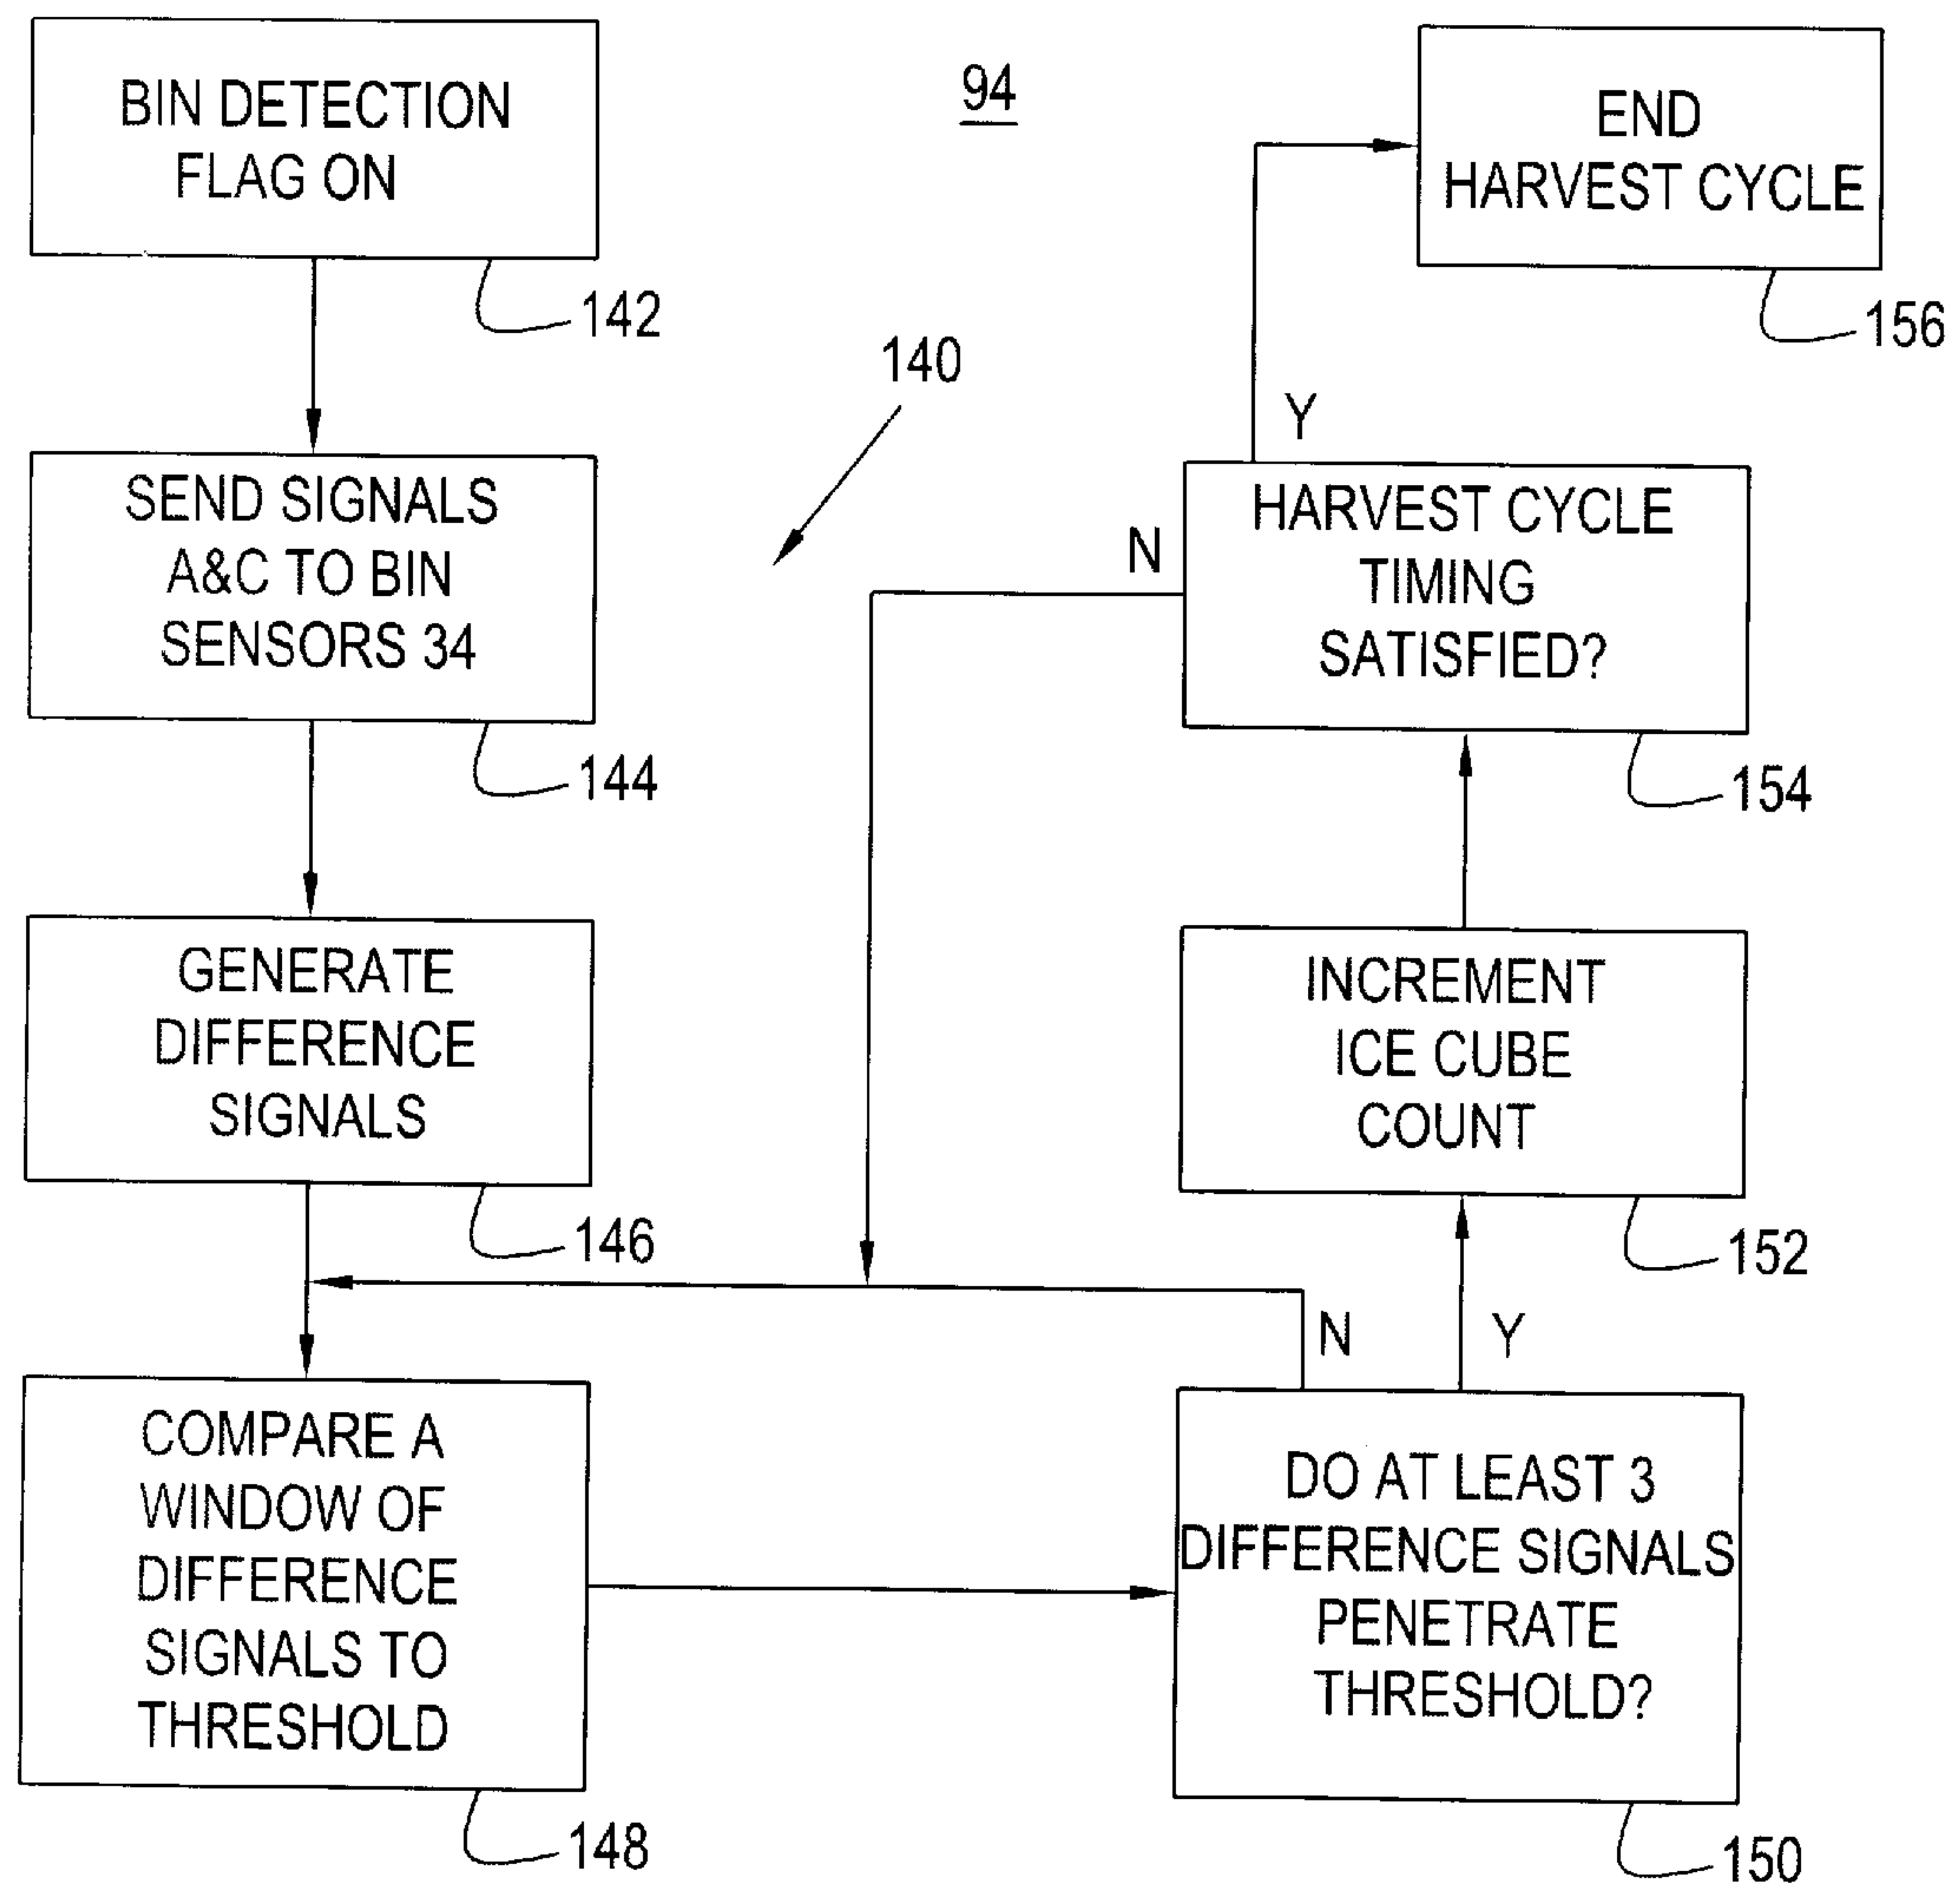 BIN DETECTION
FLAG ON
142
SEND SIGNALS
A&C TO BIN
SENSORS 34
144
GENERATE
DIFFERENCE
SIGNALS
146
COMPARE A
WINDOW OF
DIFFERENCE
SIGNALS TO
THRESHOLD
148
94
140
END
HARVEST CYCLE
156
Y
N
HARVEST CYCLE
TIMING
SATISFIED?
154
INCREMENT
ICE CUBE
COUNT
152
N
Y
DO AT LEAST 3
DIFFERENCE SIGNALS
PENETRATE
THRESHOLD?
150